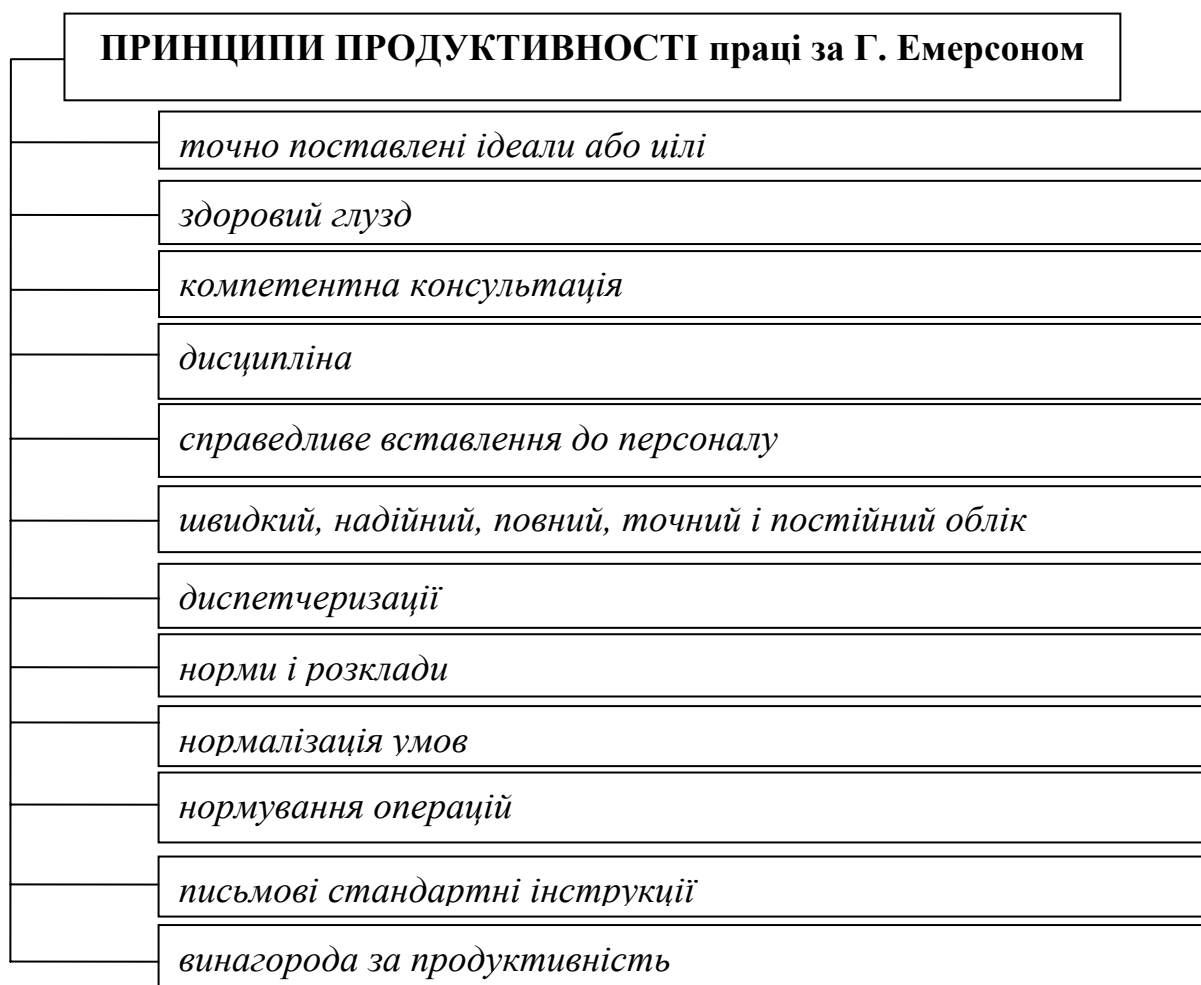 ПРИНЦИПИ ПРОДУКТИВНОСТІ праці за Г. Емерсоном
точно поставлені ідеали або цілі
здоровий глузд
компетентна консультація
дисципліна
справедливе вставлення до персоналу
швидкий, надійний, повний, точний і постійний облік
диспетчеризації
норми і розклади
нормалізація умов
нормування операцій
письмові стандартні інструкції
винагорода за продуктивність